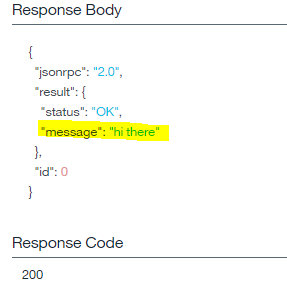 Response Body
{
"jsonrpc": "2.0",
"result": {
"status": "OK",
"message": "hi there"
},
"id": 0
}
Response Code
200